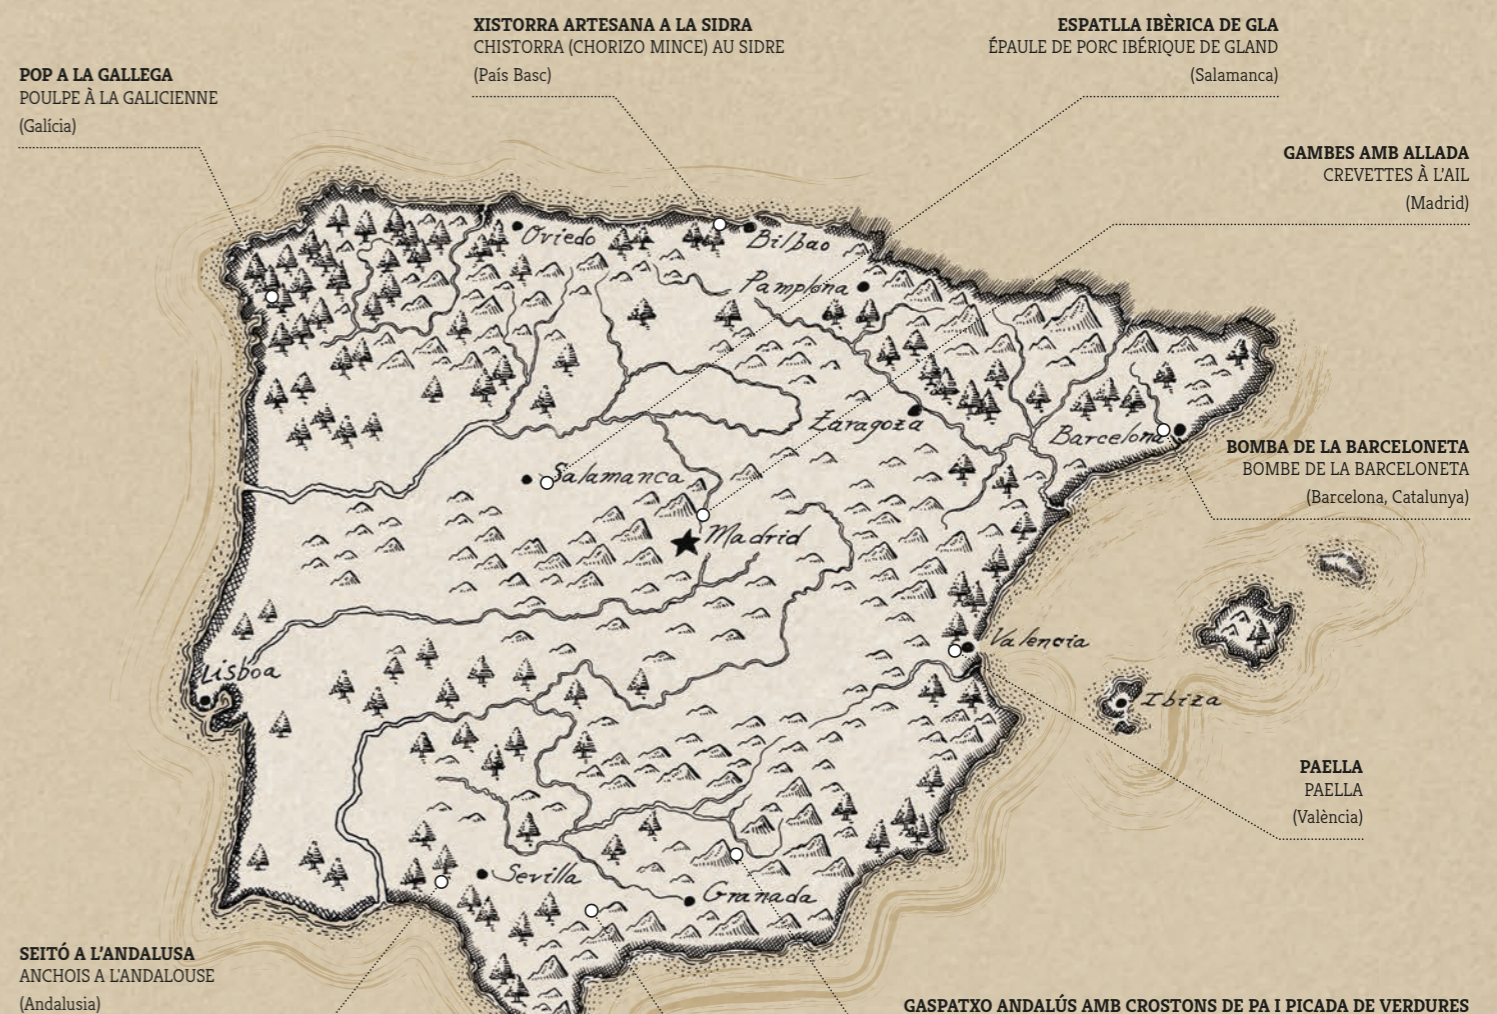 XISTORRA ARTESANA A LA SIDRA
CHISTORRA (CHORIZO MINCE) AU SIDRE
(País Basc)
ESPATLLA IBÈRICA DE GLA
ÉPAULE DE PORC IBÉRIQUE DE GLAND
(Salamanca)
POP A LA GALLEGA
POULPE À LA GALICIENNE
(Galícia)
GAMBES AMB ALLADA
CREVETTES À L'AIL
(Madrid)
Oviedo
Bilbao
Pamplona
Zaragoza
Barcelona
BOMBA DE LA BARCELONETA
BOMBE DE LA BARCELONETA
(Barcelona, Catalunya)
Salamanca
Madrid
Valencia
Lisboa
Ibiza
PAELLA
PAELLA
(València)
Sevilla
Granada
SEITÓ A L'ANDALUSA
ANCHOIS A L'ANDALOUSE
(Andalusia)
GASPATXO ANDALÚS AMB CROSTONS DE PA I PICADA DE VERDURES